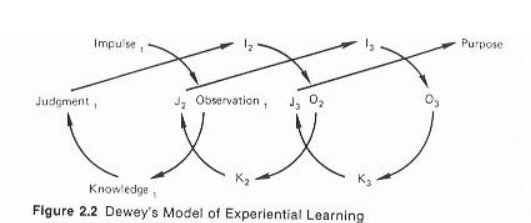 Impulse 1 I2 I3 Purpose
Judgment 1 J2 Observation 1 J3 O2 O3
Knowledge 1 K2 K3
Figure 2.2 Dewey's Model of Experiential Learning